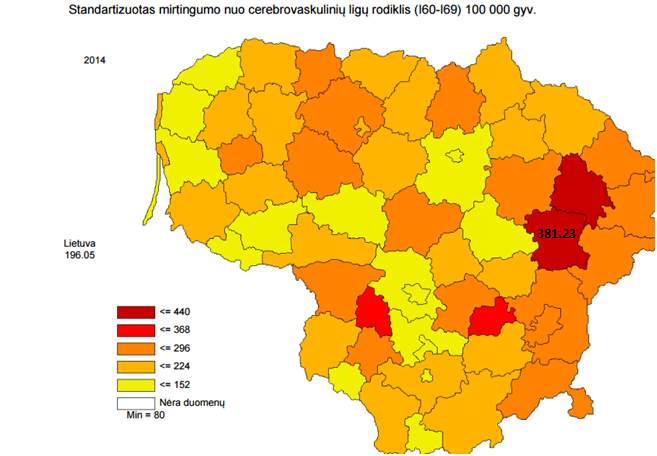 Standartizuotas mirtingumo nuo cerebrovaskulinių ligų rodiklis (I60-I69) 100 000 gyv.
2014
381.23
Lietuva
196.05
<= 440
<= 368
<= 296
<= 224
<= 152
Nėra duomenų
Min = 80